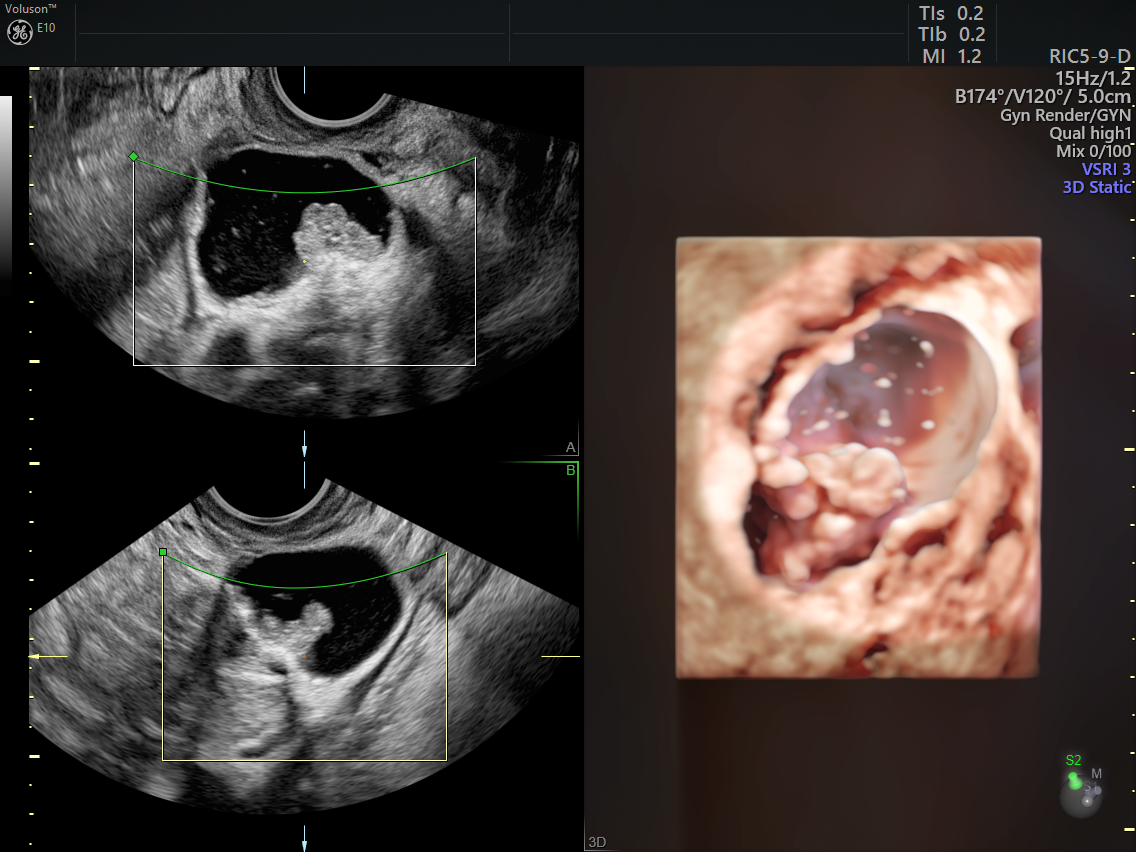 Voluson™
E10
TIs 0.2
TIb 0.2
MI 1.2
RIC5-9-D
15Hz/1.2
B174°/V120°/ 5.0cm
Gyn Render/GYN
Qual high1
Mix 0/100
VSRI 3
3D Static
A
B
S2
M
3D